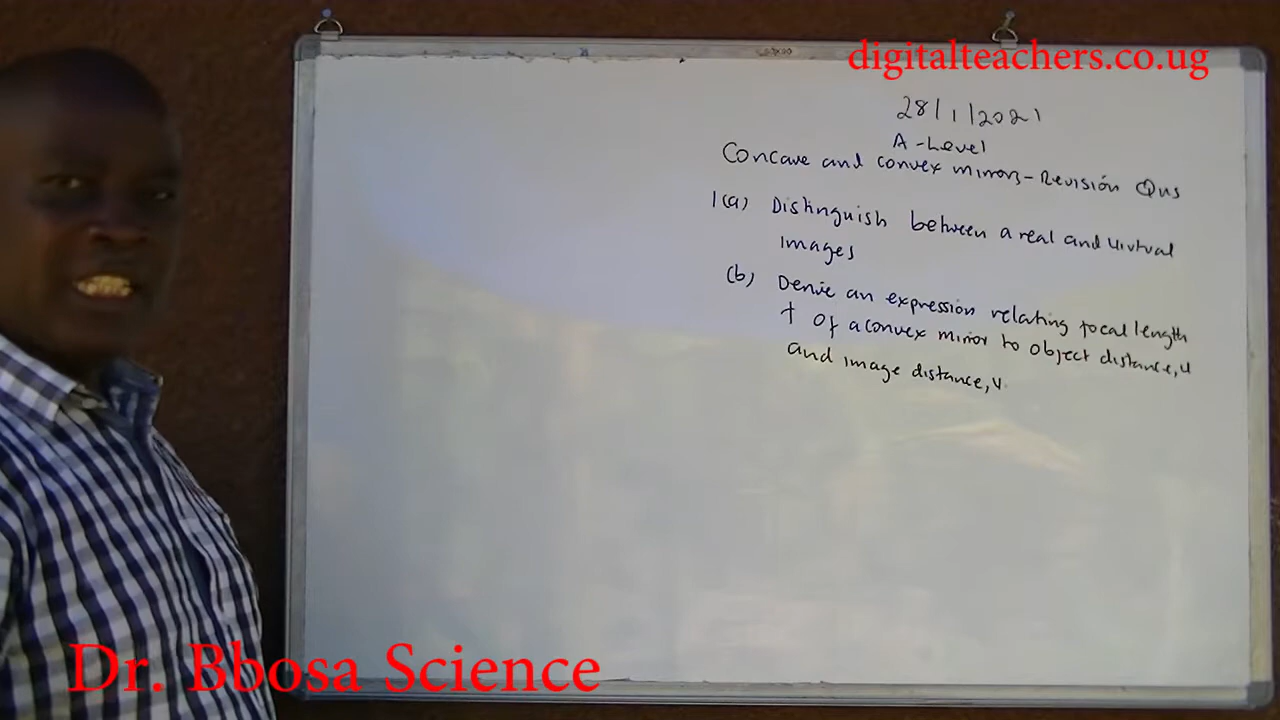 digitalteachers.co.ug
28/1/2021
A-Level
Concave and convex mirrors-Revision Qns
1(a) Distinguish between a real and virtual
images
(b) Derive an expression relating focal length
f of a convex mirror to object distance, u
and image distance, v.
Dr. Bbosa Science